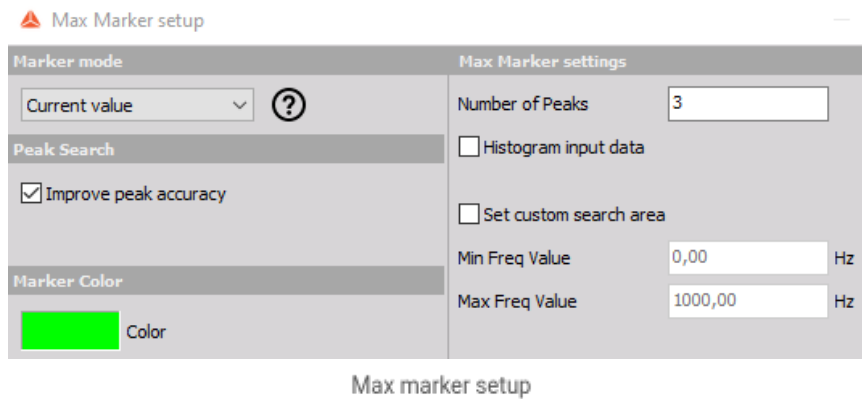 Max Marker setup
Marker mode
Current value
?
Peak Search
Improve peak accuracy
Marker Color
Color
Max Marker settings
Number of Peaks 3
Histogram input data
Set custom search area
Min Freq Value 0,00 Hz
Max Freq Value 1000,00 Hz
Max marker setup